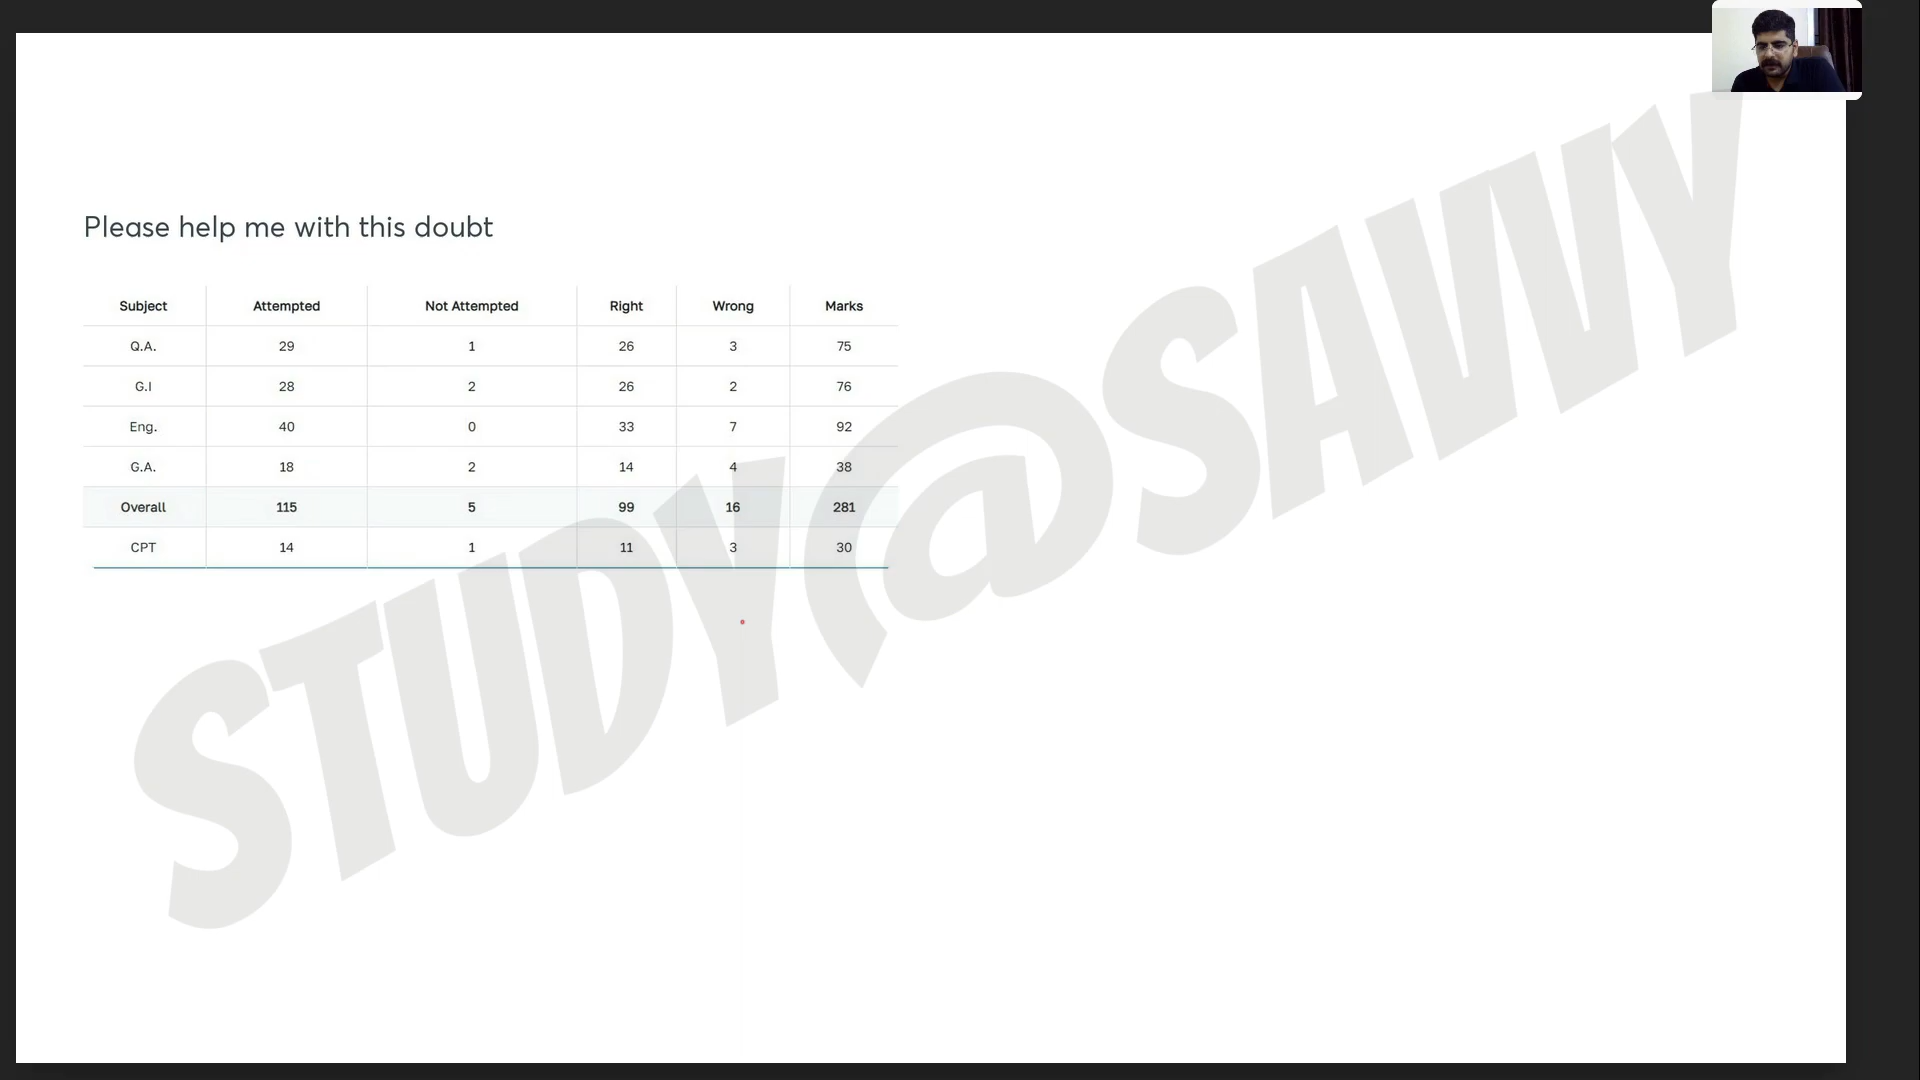 Please help me with this doubt
Subject Attempted Not Attempted Right Wrong Marks
Q.A. 29 1 26 3 75
G.I 28 2 26 2 76
Eng. 40 0 33 7 92
G.A. 18 2 14 4 38
Overall 115 5 99 16 281
CPT 14 1 11 3 30
STUDY@SAVVY